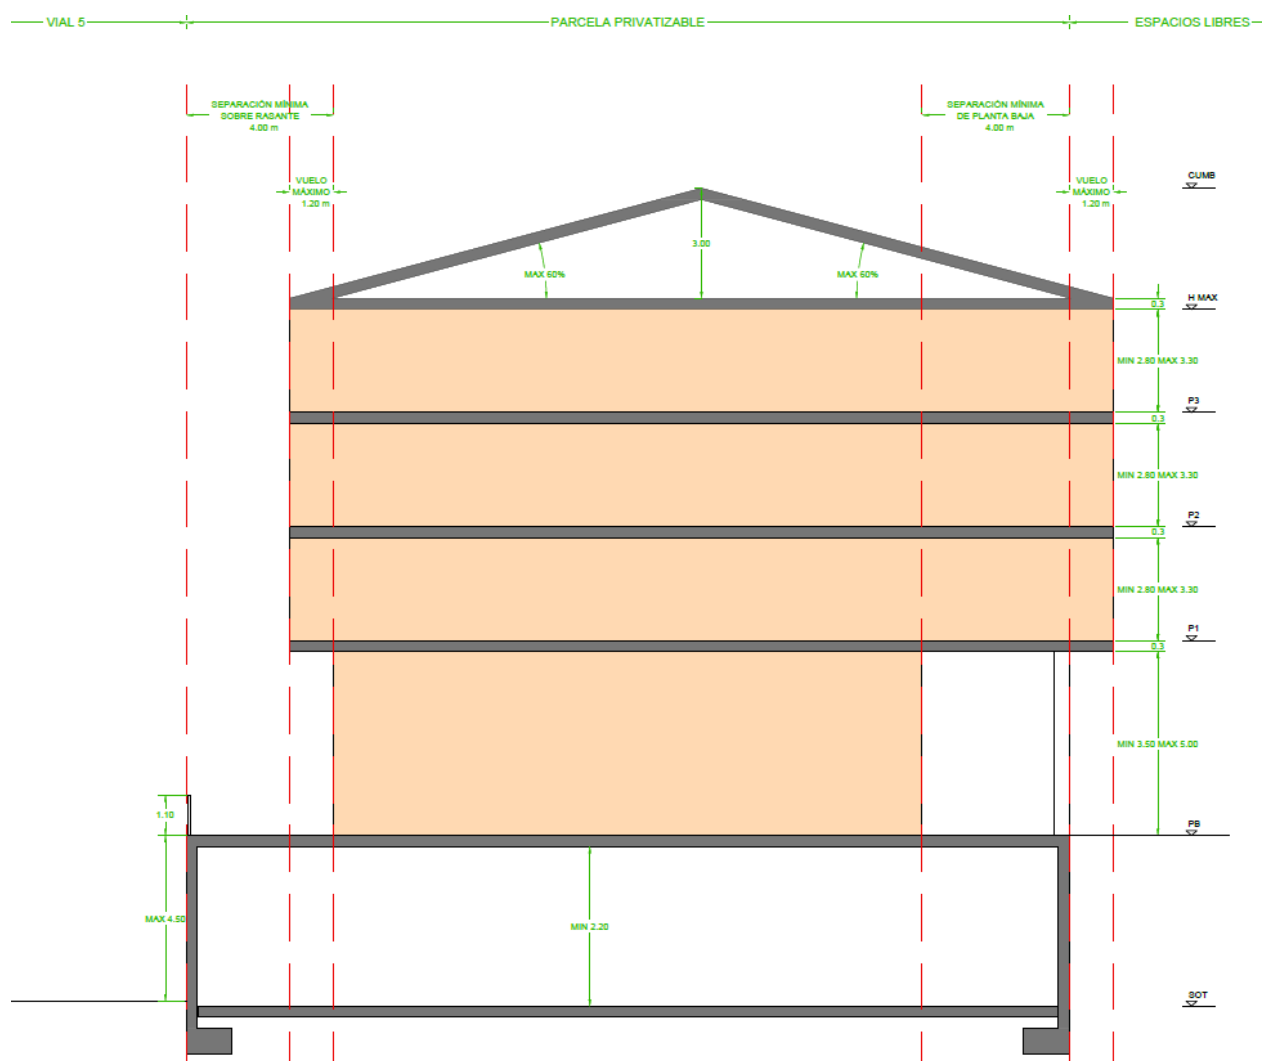 VIAL 5
PARCELA PRIVATIZABLE
ESPACIOS LIBRES
SEPARACIÓN MÍNIMA
SOBRE RASANTE
4.00 m
SEPARACIÓN MÍNIMA
DE PLANTA BAJA
4.00 m
VUELO
MÁXIMO
1.20 m
VUELO
MÁXIMO
1.20 m
CUMB
3.00
MAX 60%
MAX 60%
H MAX
0.3
MIN 2.80 MAX 3.30
P3
0.3
MIN 2.80 MAX 3.30
P2
0.3
MIN 2.80 MAX 3.30
P1
0.3
MIN 3.50 MAX 5.00
1.10
PB
MAX 4.50
MIN 2.20
SOT